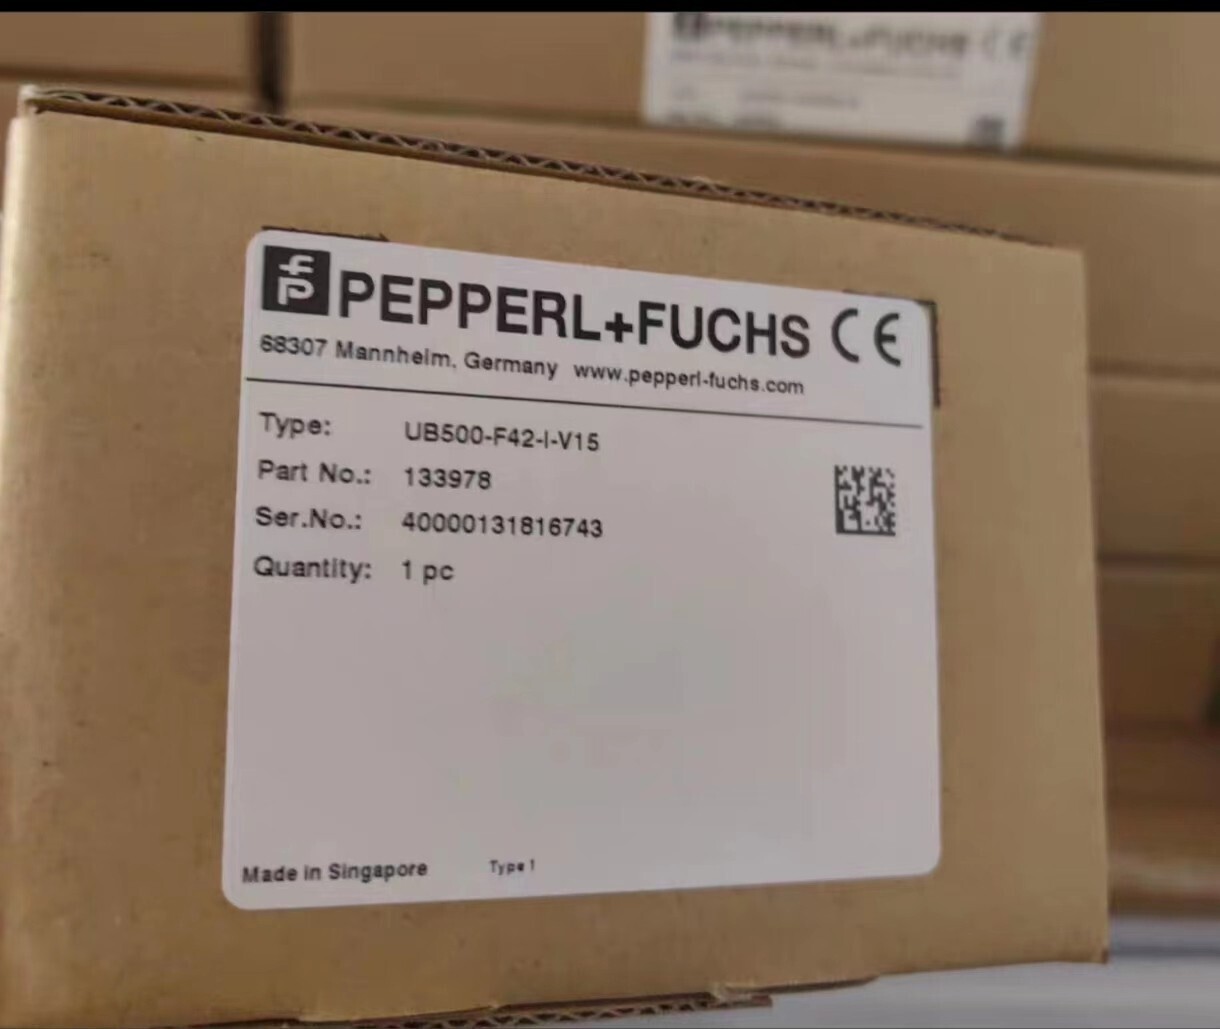 PEPPERL+FUCHS CE
68307 Mannheim, Germany www.pepperl-fuchs.com
Type: UB500-F42-I-V15
Part No.: 133978
Ser.No.: 40000131816743
Quantity: 1 pc
Made in Singapore Type 1